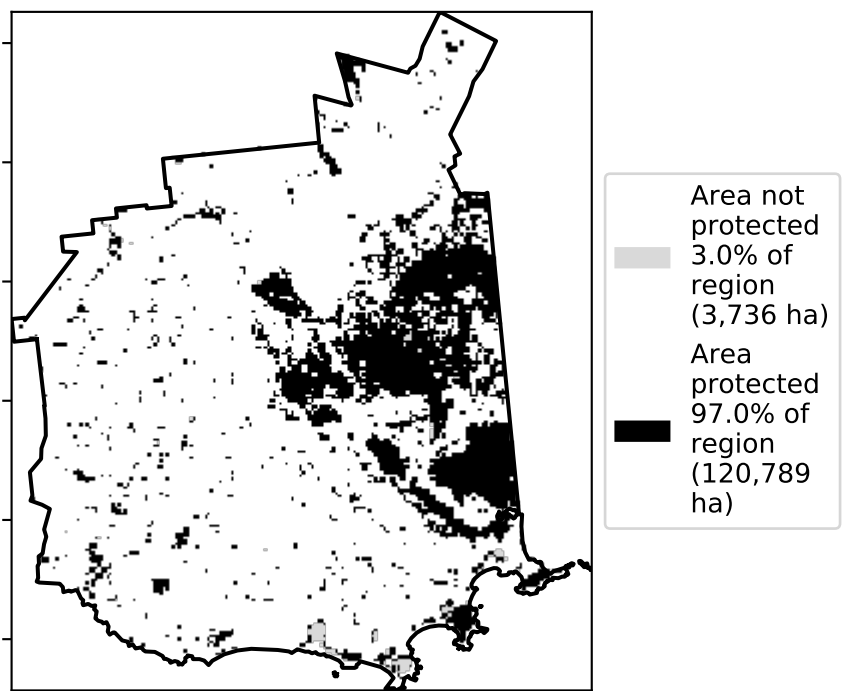 Area not
protected
3.0% of
region
(3,736 ha)
Area
protected
97.0% of
region
(120,789
ha)